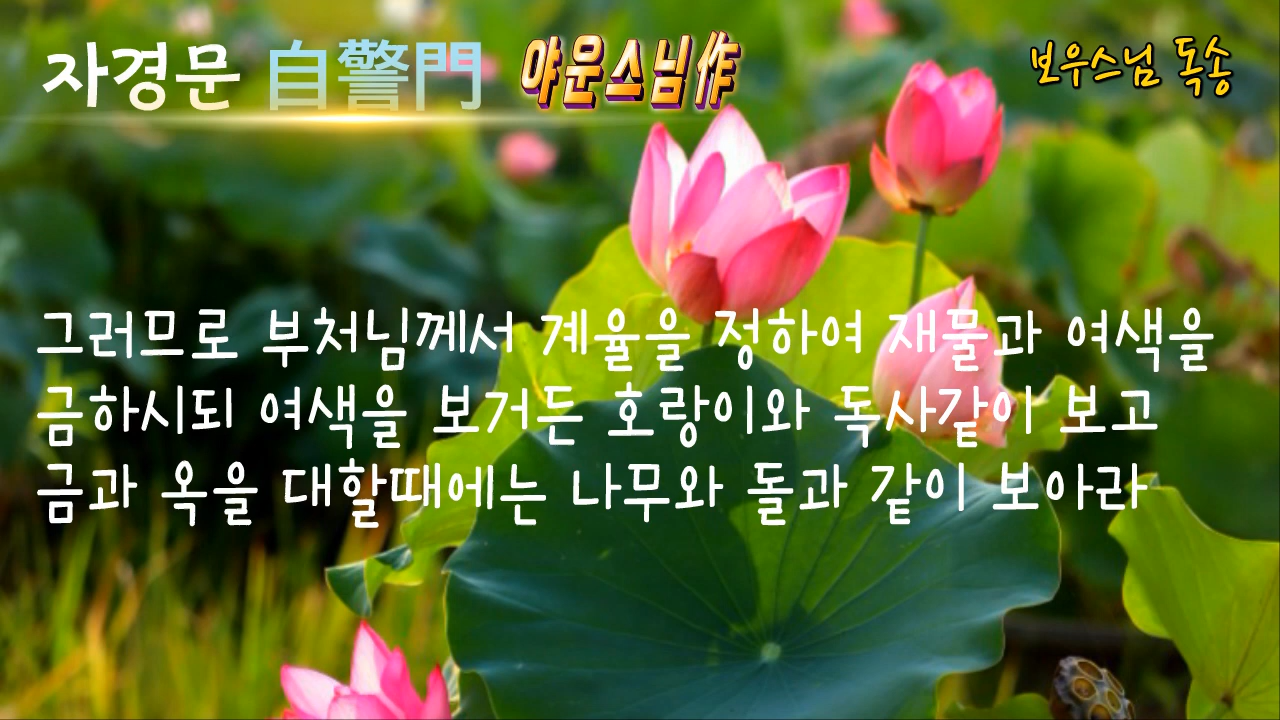 자경문 自警門 야운스님作
보우스님 독송
그러므로 부처님께서 계율을 정하여 재물과 여색을
금하시되 여색을 보거든 호랑이와 독사같이 보고
금과 옥을 대할때에는 나무와 돌과 같이 보아라